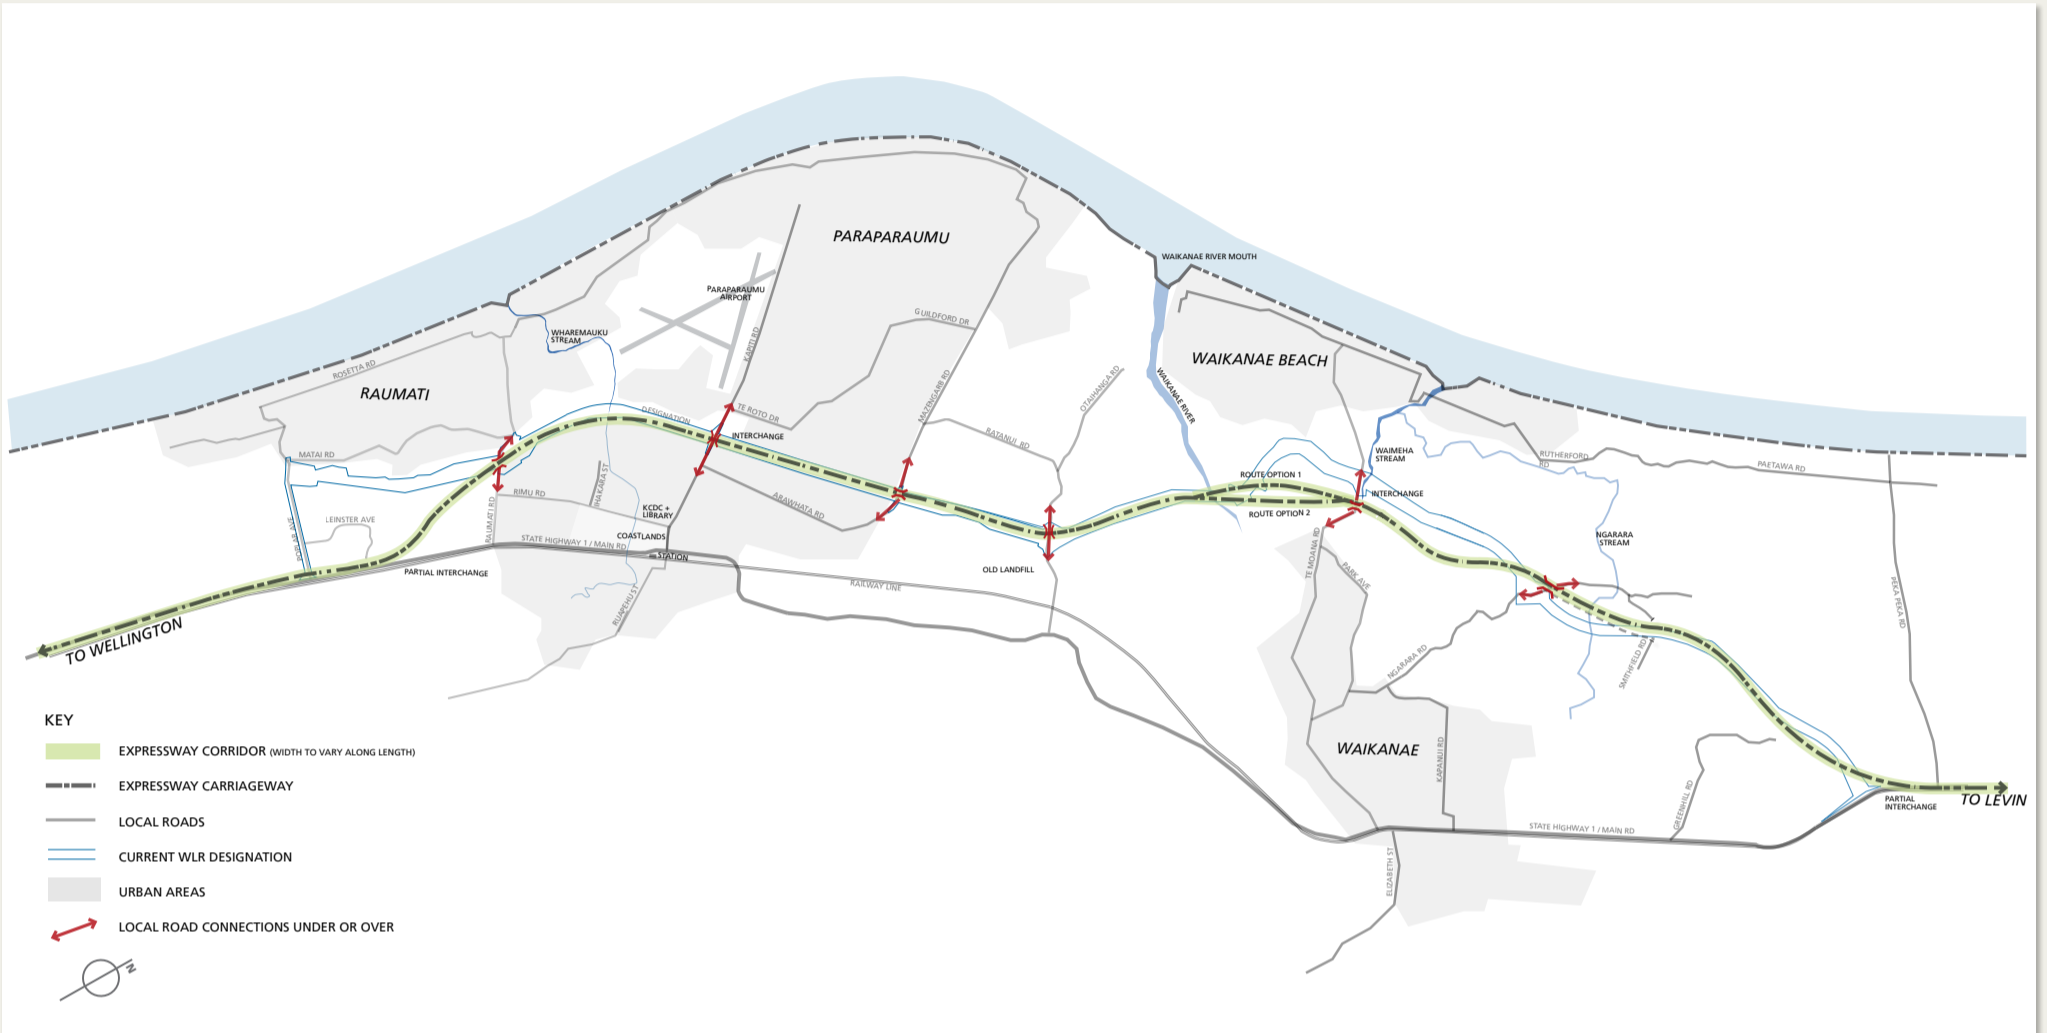 WAIKANAE RIVER MOUTH
PARAPARAUMU
PARAPARAUMU
AIRPORT
GUILDFORD DR
WHAREMAUKU
STREAM
KAPITI RD
ROSETTA RD
RAUMATI
WAIKANAE BEACH
MAZENGARB RD
OTAIHANGA RD
WAIKANAE RIVER
DESIGNATION
TE ROTO DR
INTERCHANGE
RATANUI RD
MATAI RD
WAIMEHA
STREAM
RUTHERFORD
RD
PAETAWA RD
ROUTE OPTION 1
INTERCHANGE
ROUTE OPTION 2
RIMU RD
IHAKARA ST
ARAWHATA RD
KCDC +
LIBRARY
LEINSTER AVE
POPLAR AVE
RAUMATI RD
STATE HIGHWAY 1 / MAIN RD
COASTLANDS
STATION
NGARARA
STREAM
TE MOANA RD
PARK AVE
PARTIAL INTERCHANGE
OLD LANDFILL
RAILWAY LINE
RUAPEHU ST
PEKA PEKA RD
TO WELLINGTON
NGARARA RD
SMITHFIELD RD
WAIKANAE
KAPANUI RD
GREENHILL RD
PARTIAL
INTERCHANGE
TO LEVIN
STATE HIGHWAY 1 / MAIN RD
ELIZABETH ST
KEY
EXPRESSWAY CORRIDOR (WIDTH TO VARY ALONG LENGTH)
EXPRESSWAY CARRIAGEWAY
LOCAL ROADS
CURRENT WLR DESIGNATION
URBAN AREAS
LOCAL ROAD CONNECTIONS UNDER OR OVER
N